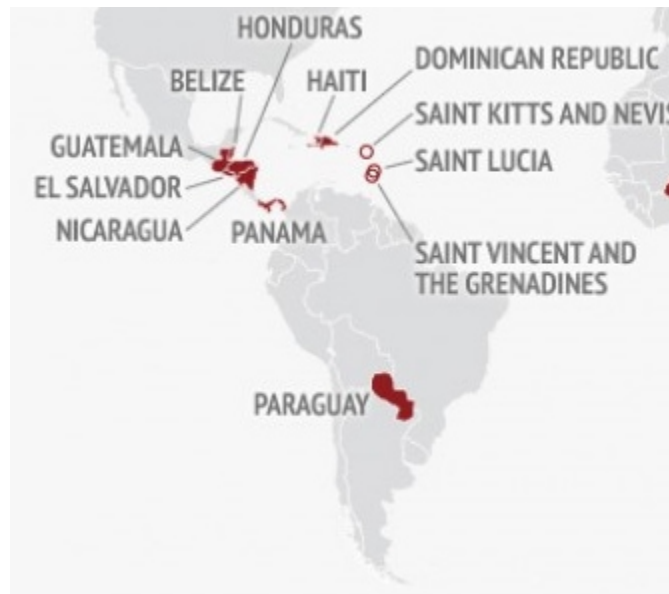 HONDURAS
BELIZE
HAITI
DOMINICAN REPUBLIC
SAINT KITTS AND NEVIS
GUATEMALA
SAINT LUCIA
EL SALVADOR
NICARAGUA
PANAMA
SAINT VINCENT AND
THE GRENADINES
PARAGUAY